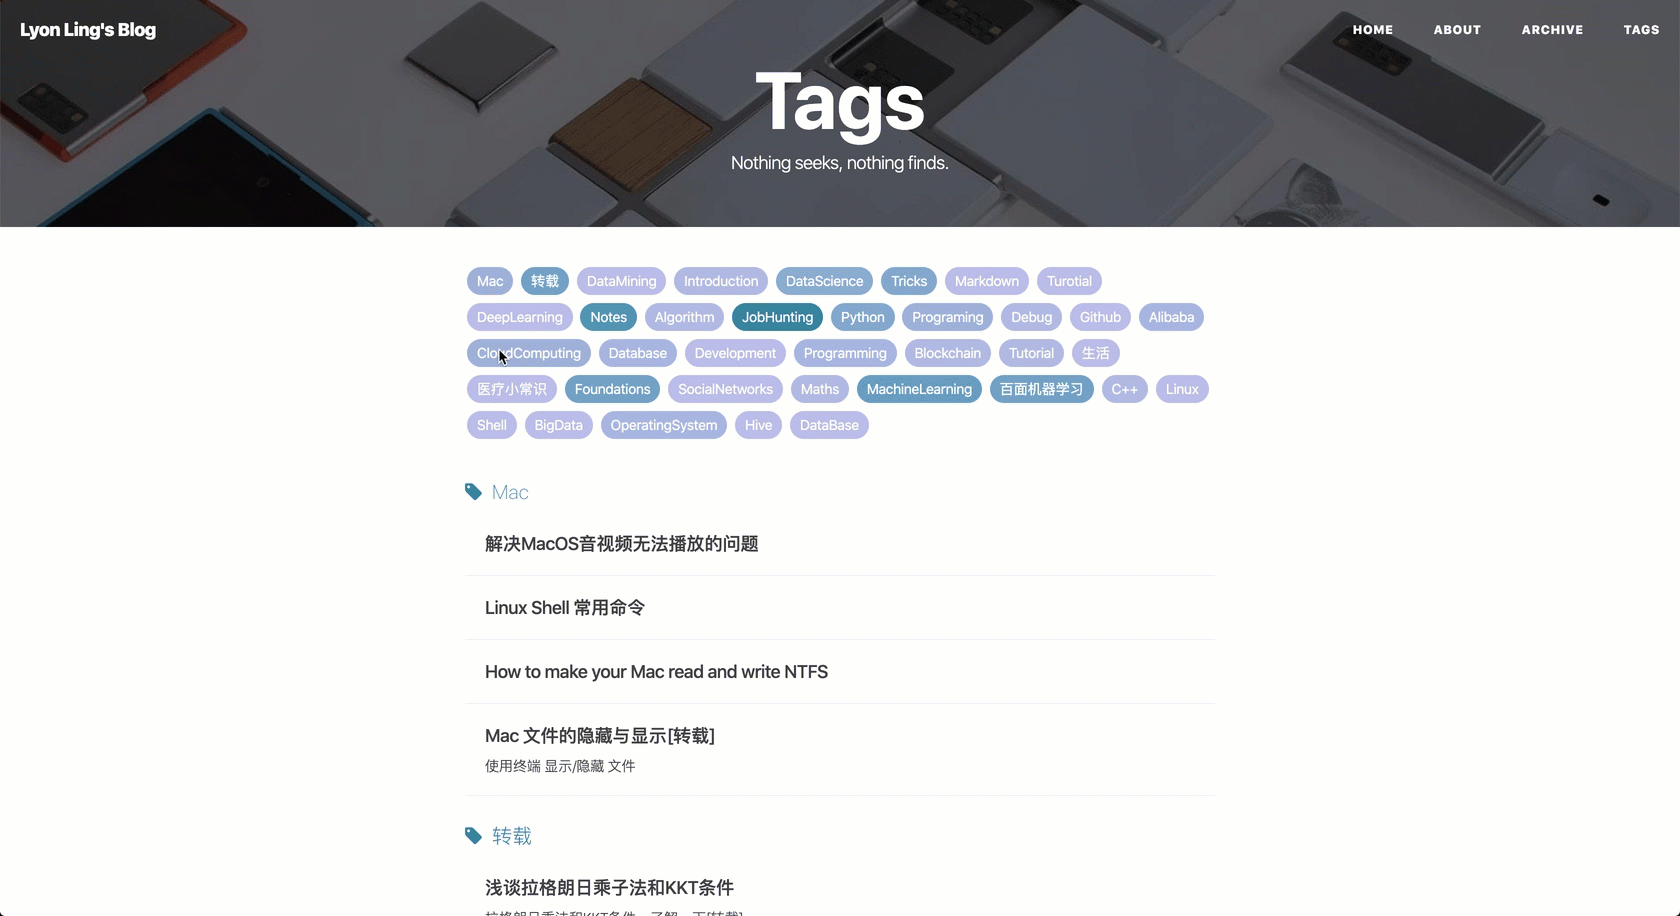 Lyon Ling's Blog
HOME ABOUT ARCHIVE TAGS
Tags
Nothing seeks, nothing finds.
Mac 转载 DataMining Introduction DataScience Tricks Markdown Turotial
DeepLearning Notes Algorithm JobHunting Python Programing Debug Github Alibaba
CloudComputing Database Development Programming Blockchain Tutorial 生活
医疗小常识 Foundations SocialNetworks Maths MachineLearning 百面机器学习 C++ Linux
Shell BigData OperatingSystem Hive DataBase
Mac
解决MacOS音视频无法播放的问题
Linux Shell 常用命令
How to make your Mac read and write NTFS
Mac 文件的隐藏与显示[转载]
使用终端 显示/隐藏 文件
转载
浅谈拉格朗日乘子法和KKT条件